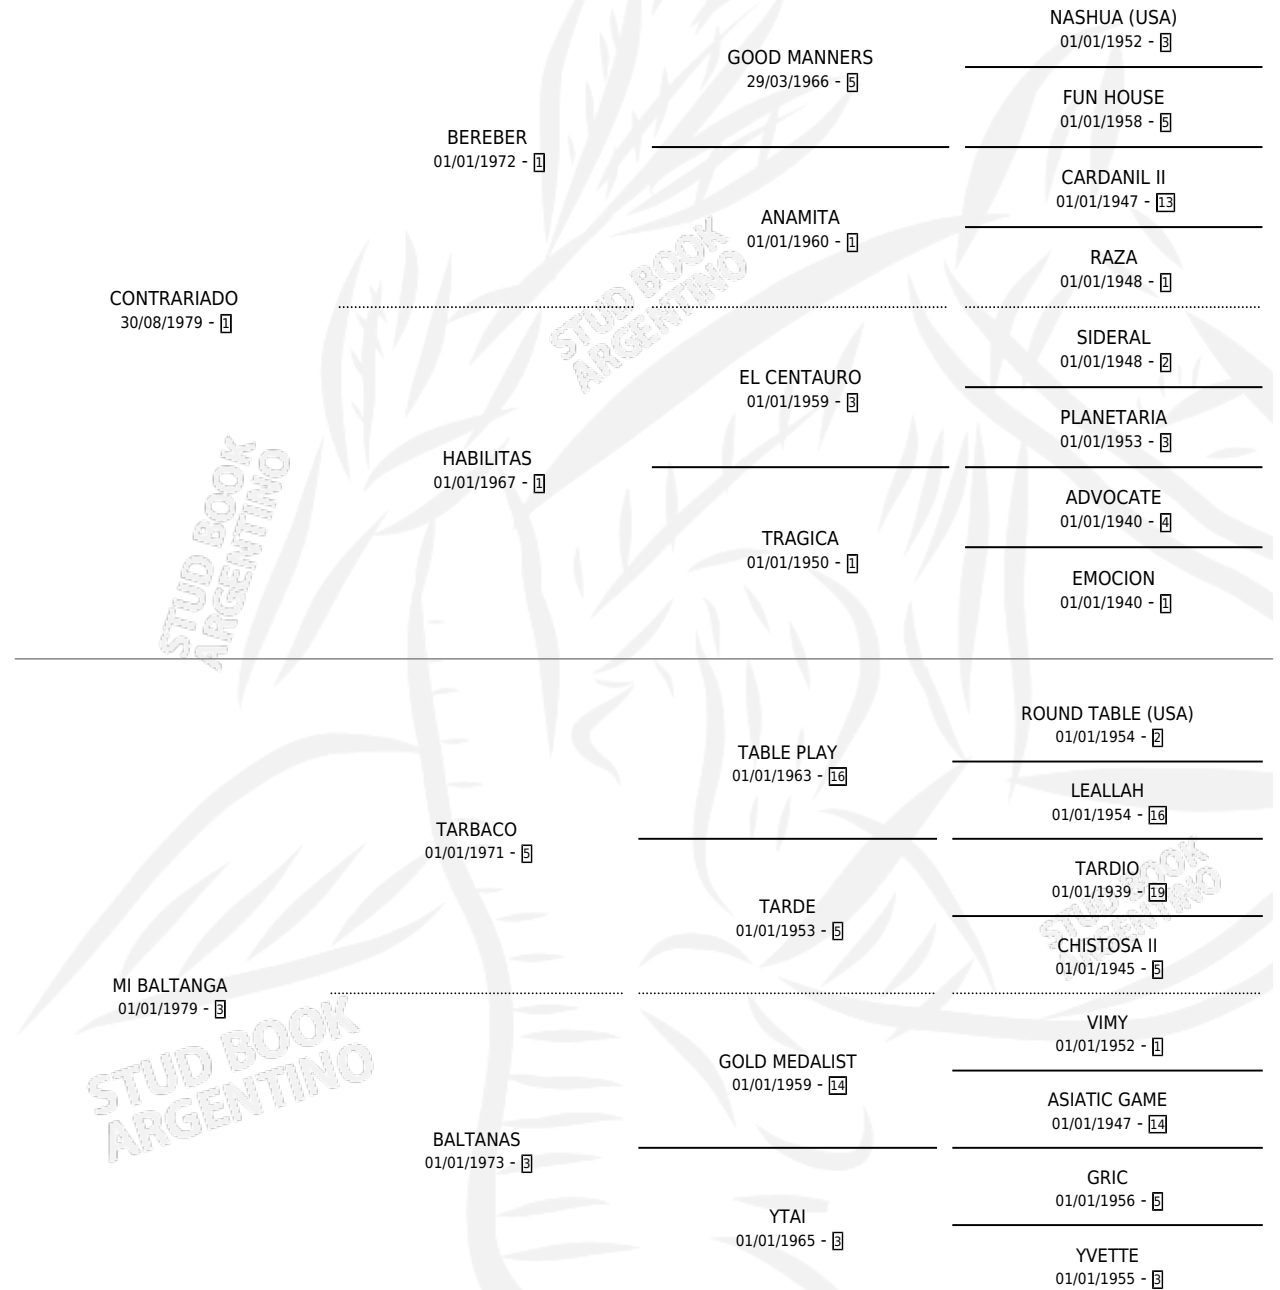 NASHUA (USA)
01/01/1952 - 3
GOOD MANNERS
29/03/1966 - 5
FUN HOUSE
01/01/1958 - 5
BEREBER
01/01/1972 - 1
CARDANIL II
01/01/1947 - 13
ANAMITA
01/01/1960 - 1
RAZA
01/01/1948 - 1
CONTRARIADO
30/08/1979 - 1
SIDERAL
01/01/1948 - 2
EL CENTAURO
01/01/1959 - 3
PLANETARIA
01/01/1953 - 3
HABILITAS
01/01/1967 - 1
ADVOCATE
01/01/1940 - 4
TRAGICA
01/01/1950 - 1
EMOCION
01/01/1940 - 1
STUD BOOK
ARGENTINO
STUD BOOK
ARGENTINO
ROUND TABLE (USA)
01/01/1954 - 2
TABLE PLAY
01/01/1963 - 16
LEALLAH
01/01/1954 - 16
TARBACO
01/01/1971 - 5
TARDIO
01/01/1939 - 19
TARDE
01/01/1953 - 5
CHISTOSA II
01/01/1945 - 5
MI BALTANGA
01/01/1979 - 3
VIMY
01/01/1952 - 1
GOLD MEDALIST
01/01/1959 - 14
ASIATIC GAME
01/01/1947 - 14
BALTANAS
01/01/1973 - 3
GRIC
01/01/1956 - 5
YTAI
01/01/1965 - 3
YVETTE
01/01/1955 - 3
STUD BOOK
ARGENTINO
STUD BOOK
ARGENTINO